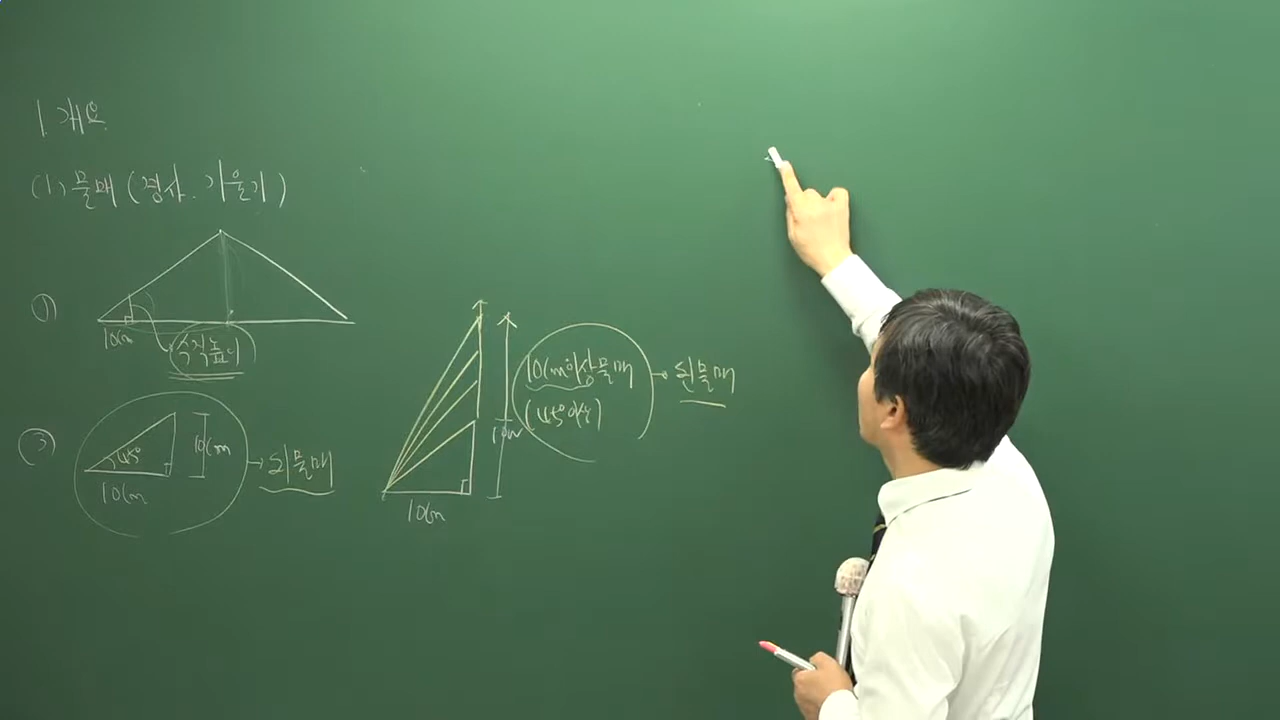 1. 개요
(1) 물매 (경사. 기울기)
①
10cm
수직높이
②
45°
10cm
10cm
되물매
10cm
10cm
10cm이상물매
(45°이상)
된물매